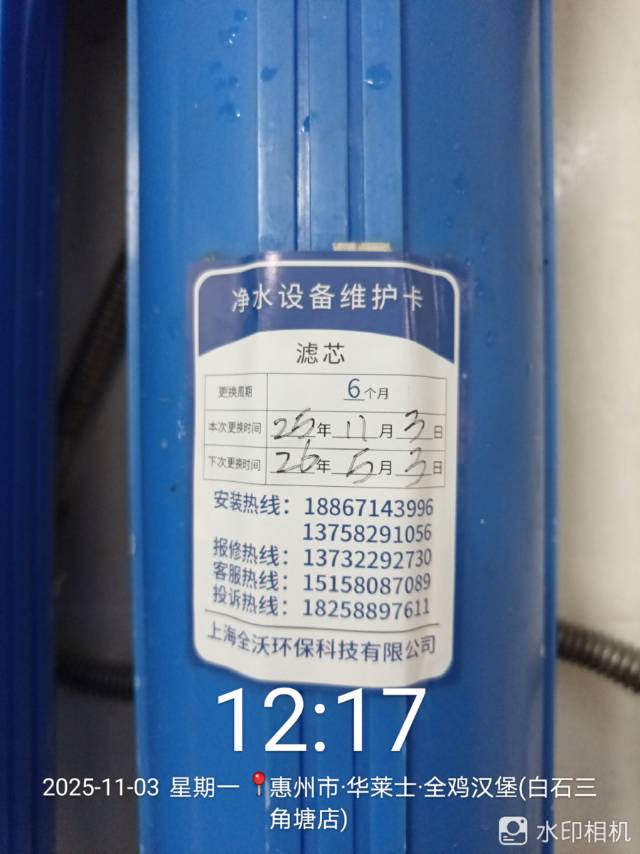 净水设备维护卡
滤芯
更换周期 6个月
本次更换时间 25年 11月 3日
下次更换时间 26年 5月 3日
安装热线：18867143996
13758291056
报修热线：13732292730
客服热线：15158087089
投诉热线：18258897611
上海全沃环保科技有限公司
12:17
2025-11-03 星期一 惠州市·华莱士·全鸡汉堡(白石三
角塘店)
水印相机